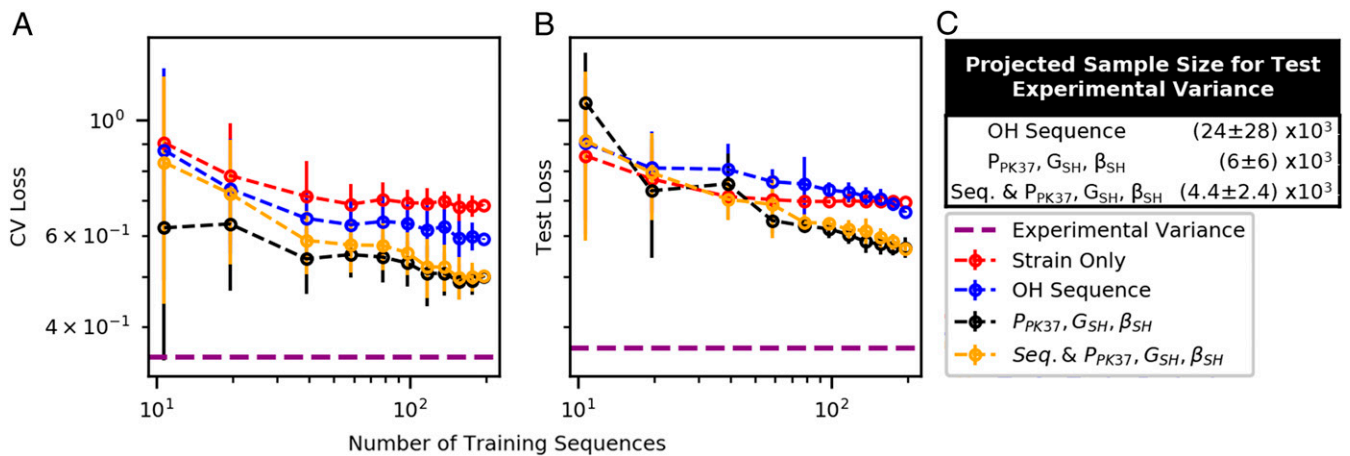 A
B
C
CV Loss
10⁰
6 × 10⁻¹
4 × 10⁻¹
10¹
10²
Test Loss
10¹
10²
Number of Training Sequences
Projected Sample Size for Test
Experimental Variance
OH Sequence (24±28) x10³
P_PK37, G_SH, β_SH (6±6) x10³
Seq. & P_PK37, G_SH, β_SH (4.4±2.4) x10³
Experimental Variance
Strain Only
OH Sequence
P_PK37, G_SH, β_SH
Seq. & P_PK37, G_SH, β_SH